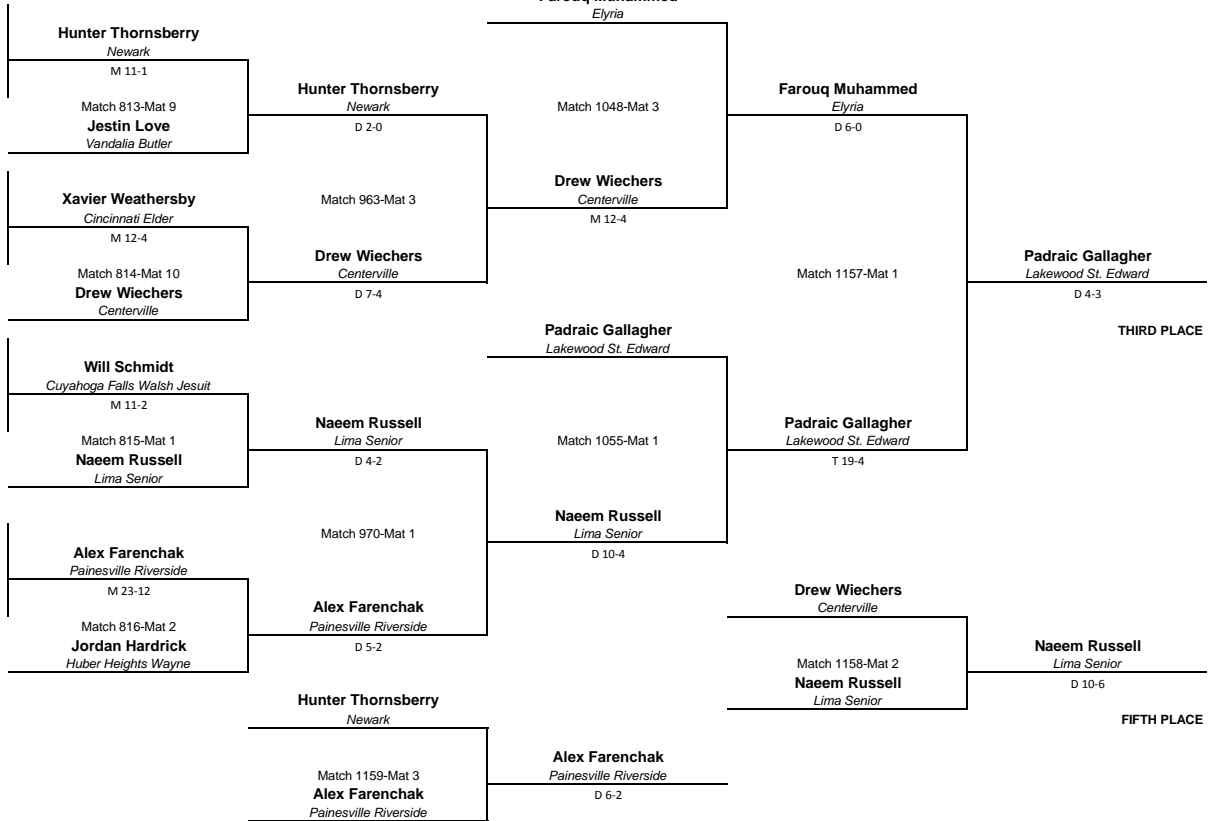 Farouq Muhammed
Elyria
Hunter Thornsberry
Newark
M 11-1
Match 813-Mat 9
Jestin Love
Vandalia Butler
Xavier Weathersby
Cincinnati Elder
M 12-4
Match 814-Mat 10
Drew Wiechers
Centerville
Will Schmidt
Cuyahoga Falls Walsh Jesuit
M 11-2
Match 815-Mat 1
Naeem Russell
Lima Senior
Alex Farenchak
Painesville Riverside
M 23-12
Match 816-Mat 2
Jordan Hardrick
Huber Heights Wayne
Hunter Thornsberry
Newark
D 2-0
Match 963-Mat 3
Drew Wiechers
Centerville
D 7-4
Naeem Russell
Lima Senior
D 4-2
Match 970-Mat 1
Alex Farenchak
Painesville Riverside
D 5-2
Hunter Thornsberry
Newark
Match 1159-Mat 3
Alex Farenchak
Painesville Riverside
Match 1048-Mat 3
Drew Wiechers
Centerville
M 12-4
Padraic Gallagher
Lakewood St. Edward
Match 1055-Mat 1
Naeem Russell
Lima Senior
D 10-4
Alex Farenchak
Painesville Riverside
D 6-2
Farouq Muhammed
Elyria
D 6-0
Match 1157-Mat 1
Padraic Gallagher
Lakewood St. Edward
T 19-4
Drew Wiechers
Centerville
Match 1158-Mat 2
Naeem Russell
Lima Senior
Padraic Gallagher
Lakewood St. Edward
D 4-3
THIRD PLACE
Naeem Russell
Lima Senior
D 10-6
FIFTH PLACE